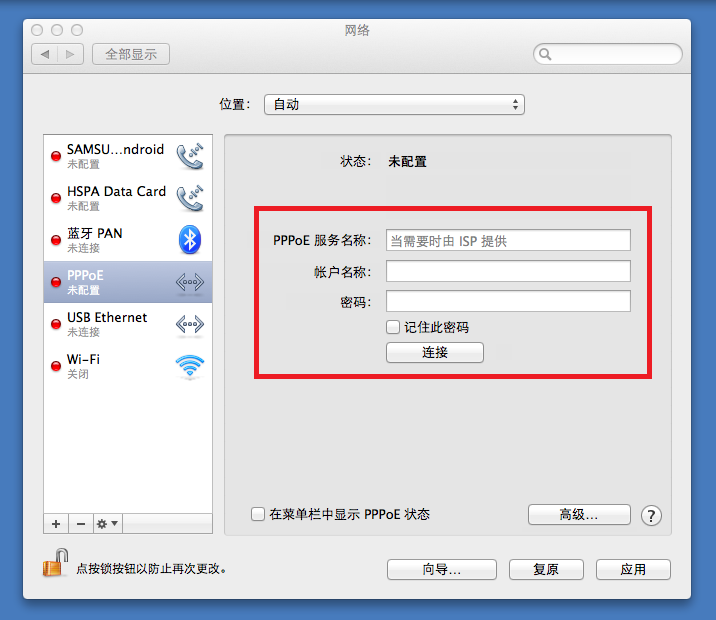 网络
全部显示
位置： 自动
SAMSU...ndroid
未配置
HSPA Data Card
未配置
蓝牙 PAN
未连接
PPPoE
未配置
USB Ethernet
未连接
Wi-Fi
关闭
状态： 未配置
PPPoE 服务名称： 当需要时由 ISP 提供
帐户名称：
密码：
记住此密码
连接
在菜单栏中显示 PPPoE 状态
高级...
?
点按锁按钮以防止再次更改。
向导...
复原
应用